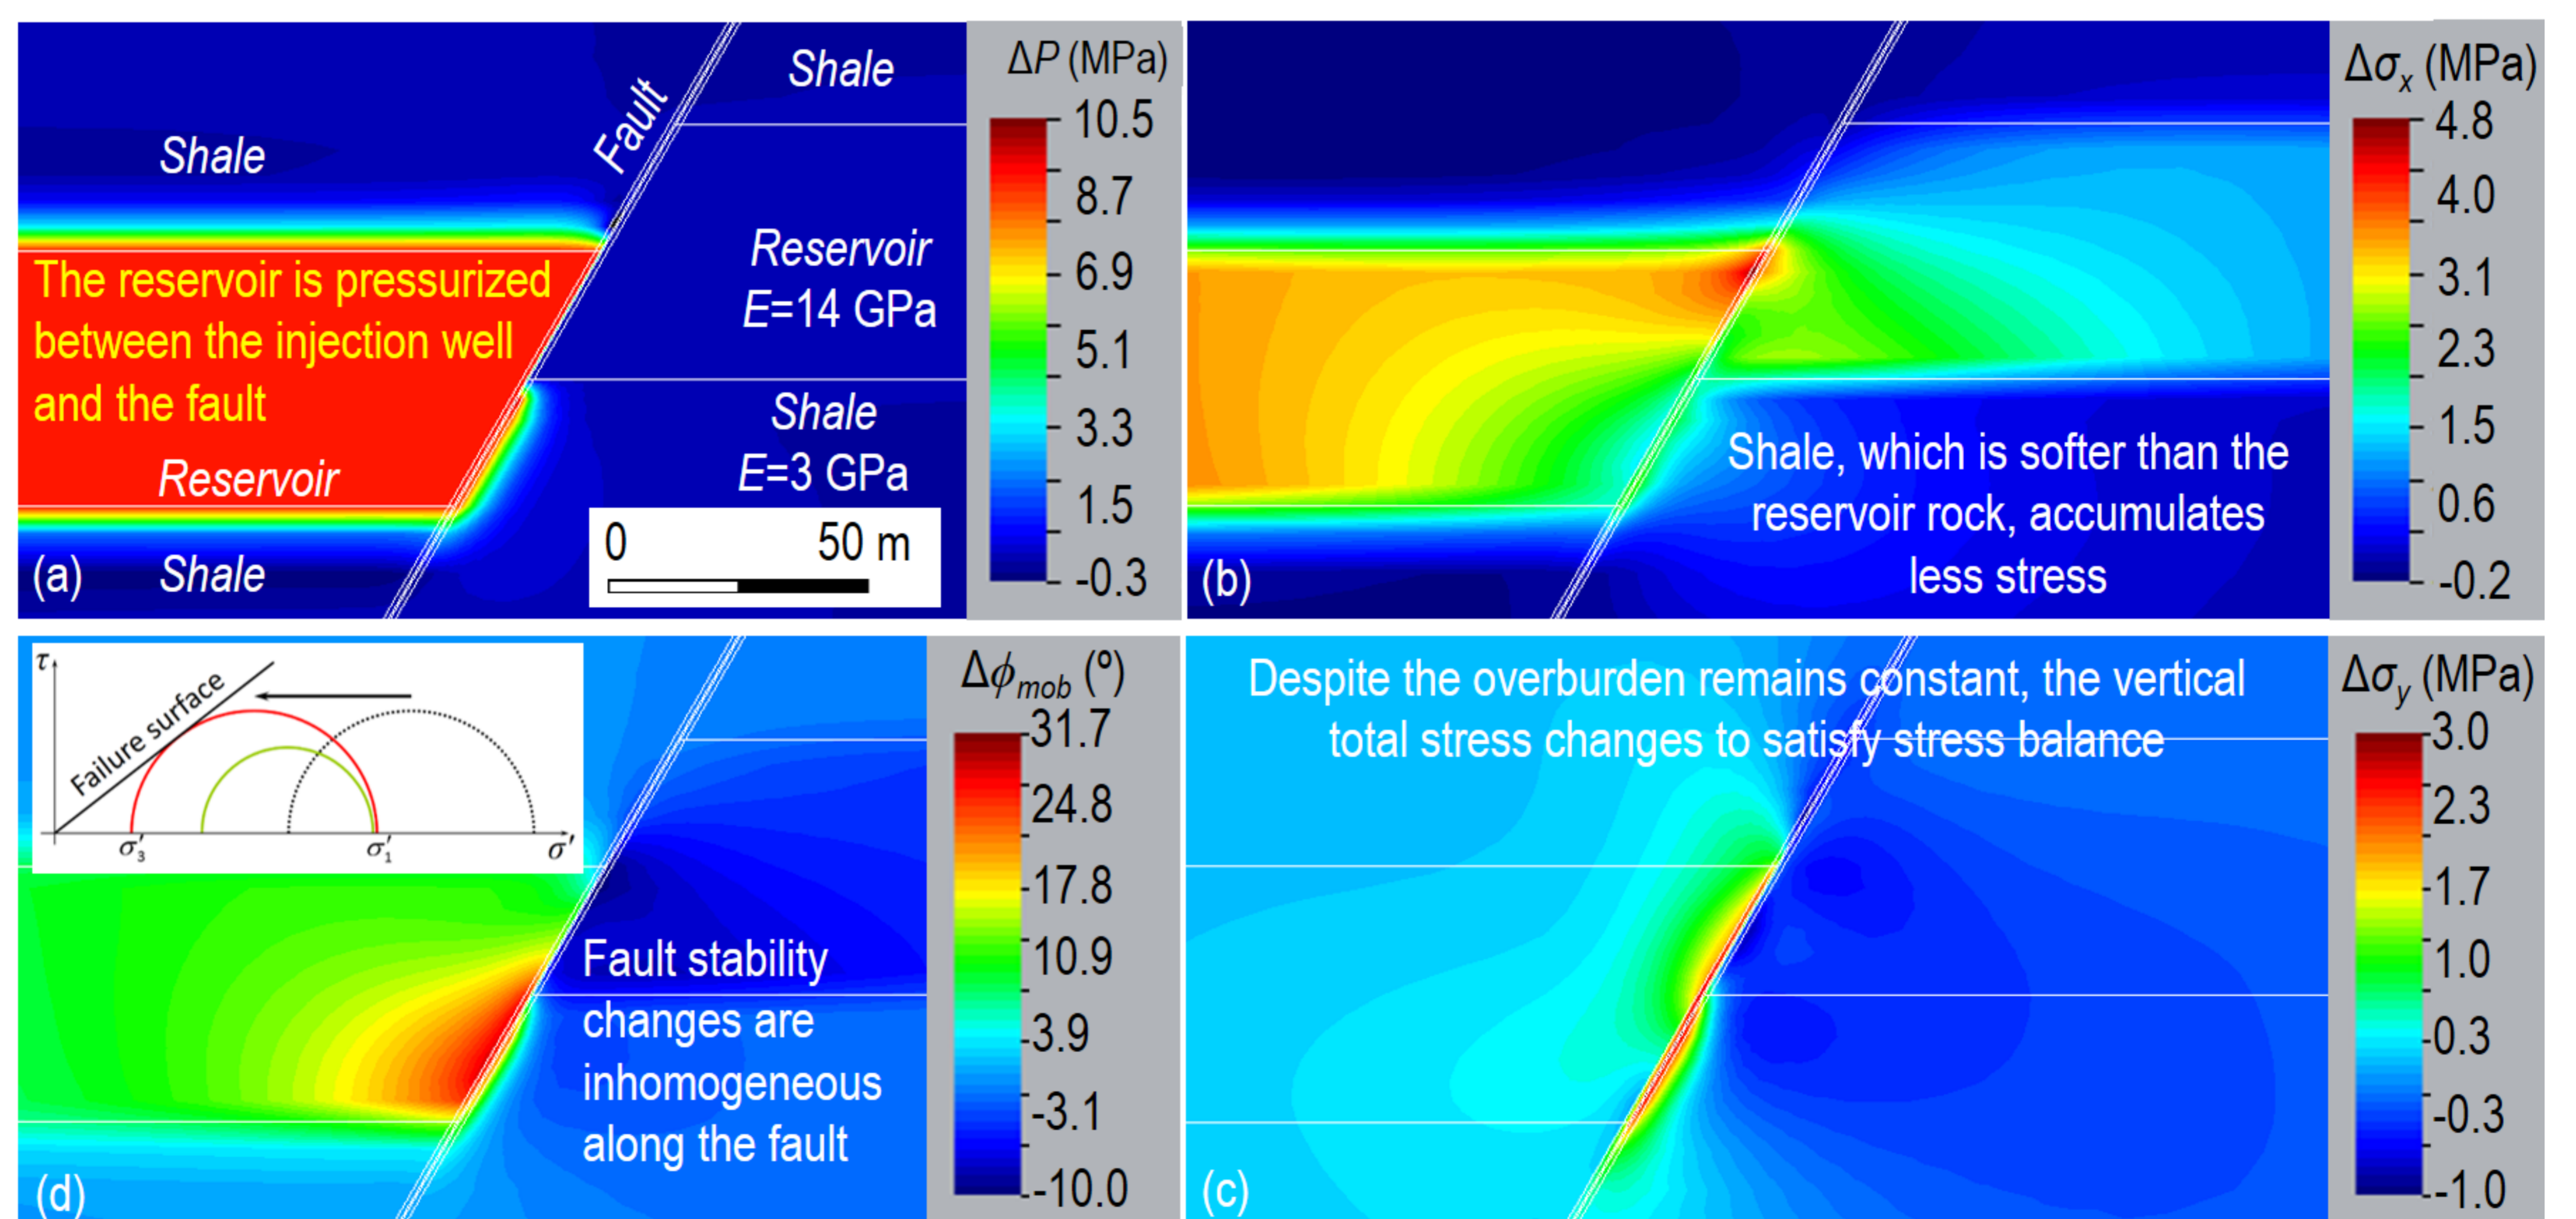 Shale
Fault
Shale
Reservoir
E=14 GPa
The reservoir is pressurized
between the injection well
and the fault
Reservoir
Shale
E=3 GPa
0 50 m
Shale
(a)
ΔP (MPa)
10.5
8.7
6.9
5.1
3.3
1.5
-0.3
Shale, which is softer than the
reservoir rock, accumulates
less stress
(b)
Δσx (MPa)
4.8
4.0
3.1
2.3
1.5
0.6
-0.2
τ
Failure surface
σ′3
σ′1
σ′
Fault stability
changes are
inhomogeneous
along the fault
(d)
Δϕmob (º)
31.7
24.8
17.8
10.9
3.9
-3.1
-10.0
Despite the overburden remains constant, the vertical
total stress changes to satisfy stress balance
(c)
Δσy (MPa)
3.0
2.3
1.7
1.0
0.3
-0.3
-1.0